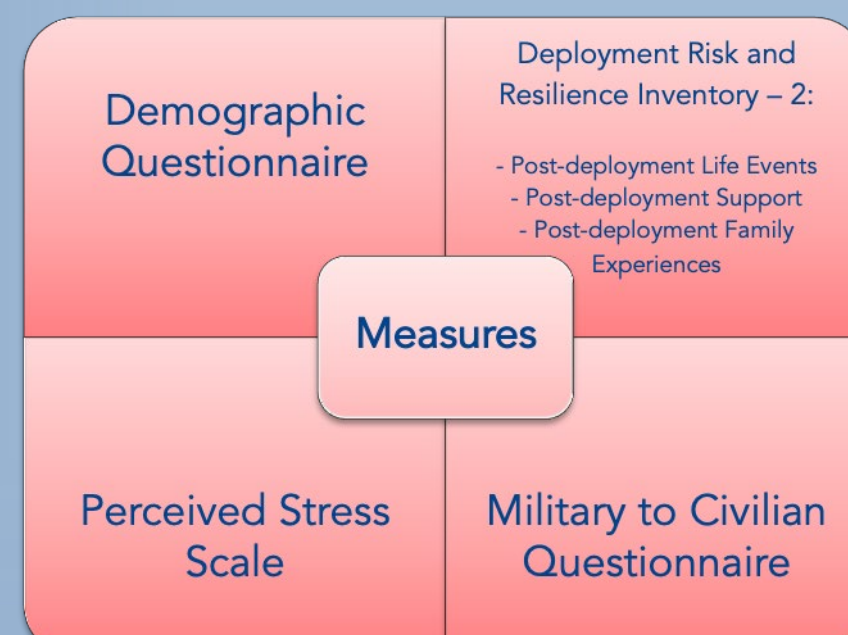 Demographic
Questionnaire
Deployment Risk and
Resilience Inventory – 2:
- Post-deployment Life Events
- Post-deployment Support
- Post-deployment Family
Experiences
Measures
Perceived Stress
Scale
Military to Civilian
Questionnaire